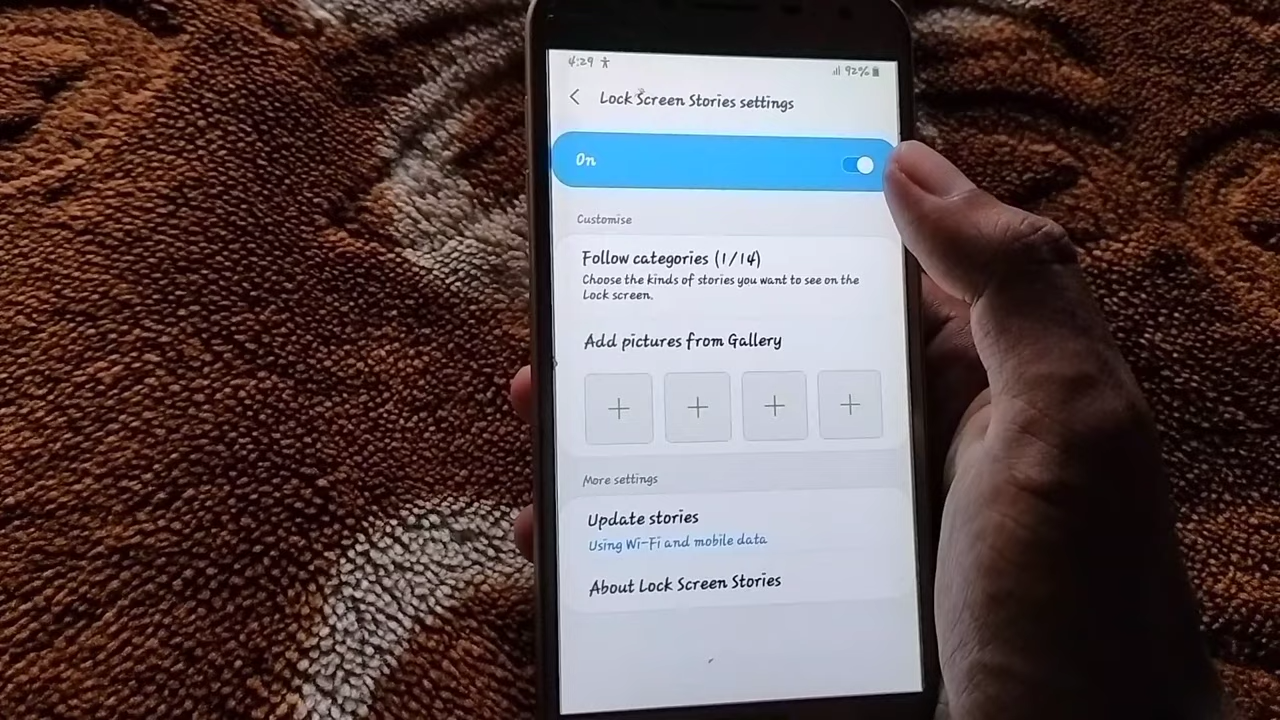 4:29 92%
Lock Screen Stories settings
On
Customise
Follow categories (1/14)
Choose the kinds of stories you want to see on the
Lock screen.
Add pictures from Gallery
More settings
Update stories
Using Wi-Fi and mobile data
About Lock Screen Stories